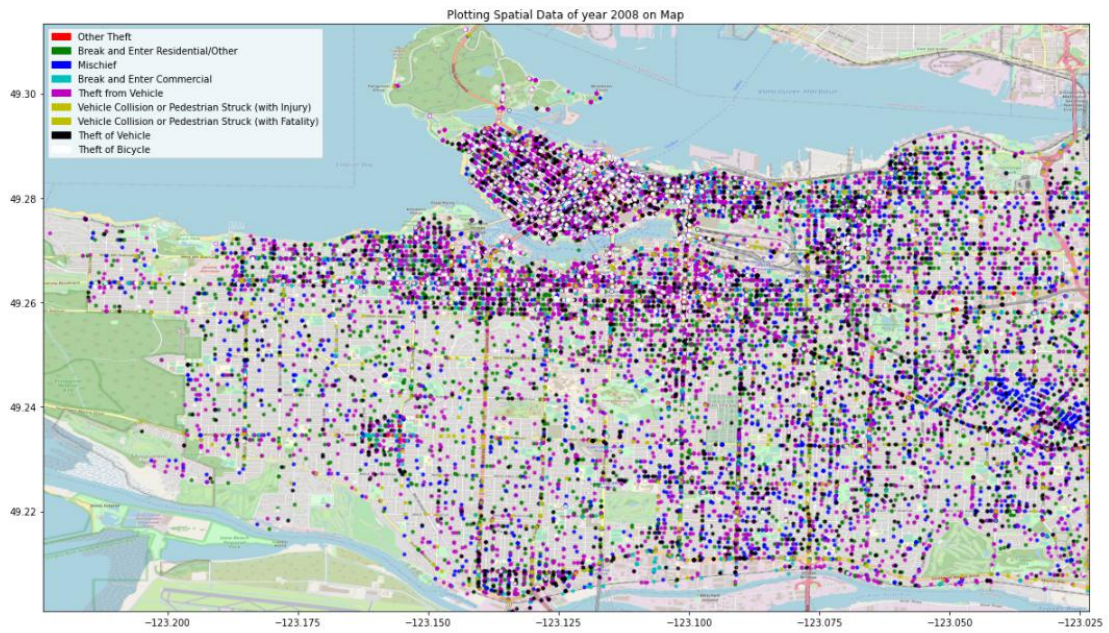 Plotting Spatial Data of year 2008 on Map
Other Theft
Break and Enter Residential/Other
Mischief
Break and Enter Commercial
Theft from Vehicle
Vehicle Collision or Pedestrian Struck (with Injury)
Vehicle Collision or Pedestrian Struck (with Fatality)
Theft of Vehicle
Theft of Bicycle
Vancouver Harbour
49.30
49.28
49.26
49.24
49.22
−123.200
−123.175
−123.150
−123.125
−123.100
−123.075
−123.050
−123.025